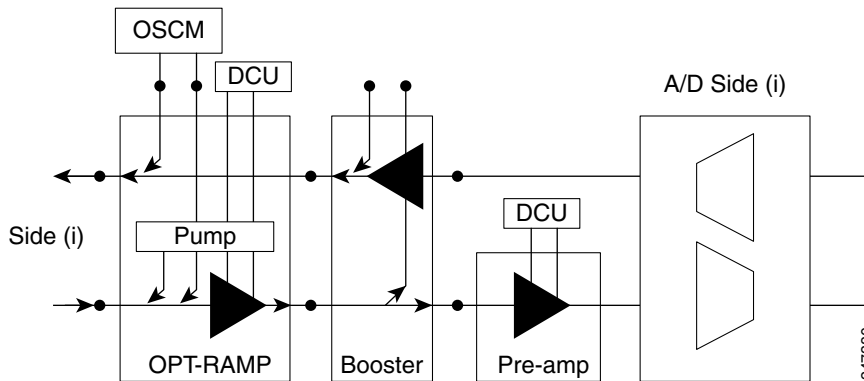 OSCM
DCU
A/D Side (i)
DCU
Side (i)
Pump
OPT-RAMP
Booster
Pre-amp